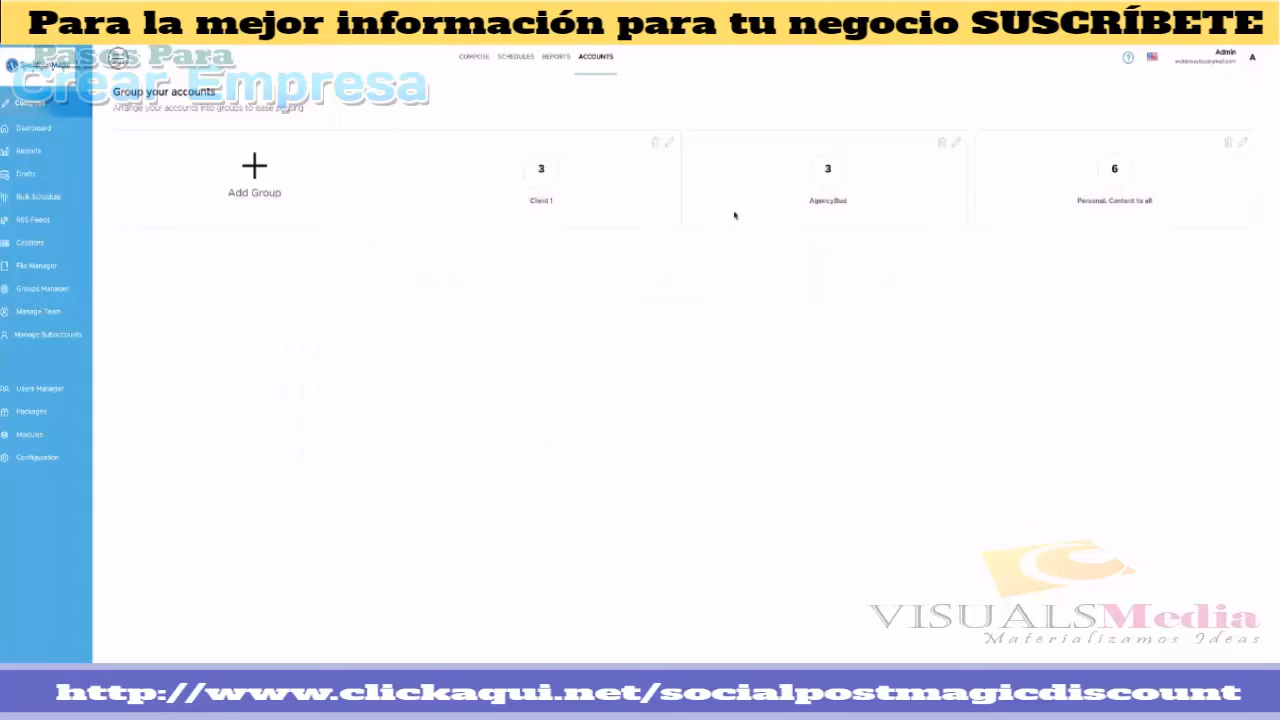 Para la mejor información para tu negocio SUSCRÍBETE
Pasos Para
Crear Empresa
COMPOSE SCHEDULES REPORTS ACCOUNTS
Admin
A
Group your accounts
Arrange your accounts into groups to ease posting
Compose
Dashboard
Reports
Drafts
Bulk Schedule
RSS Feeds
Captions
File Manager
Groups Manager
Manage Team
Manage Subaccounts
Users Manager
Packages
Modules
Configuration
Add Group
3
Client 1
3
AgencyBud
6
Personal. Content to all
VISUALSMedia
Materializamos Ideas
http://www.clickaqui.net/socialpostmagicdiscount